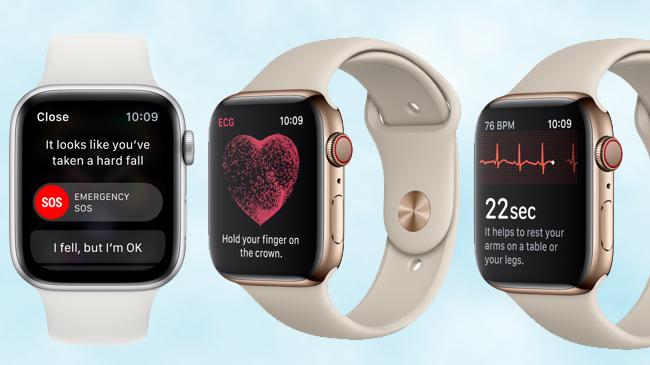 Close 10:09
It looks like you've
taken a hard fall
SOS EMERGENCY
SOS
I fell, but I'm OK
ECG 10:09
Hold your finger on
the crown.
76 BPM 10:09
22sec
It helps to rest your
arms on a table or
your legs.